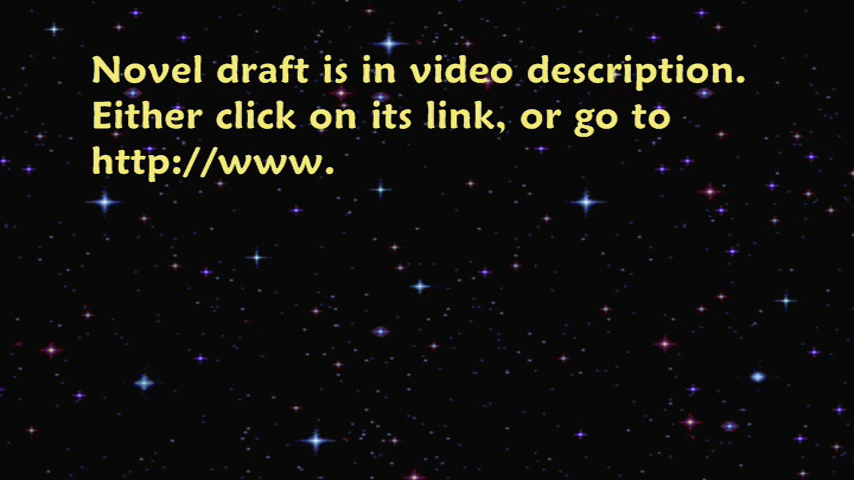 Novel draft is in video description.
Either click on its link, or go to
http://www.